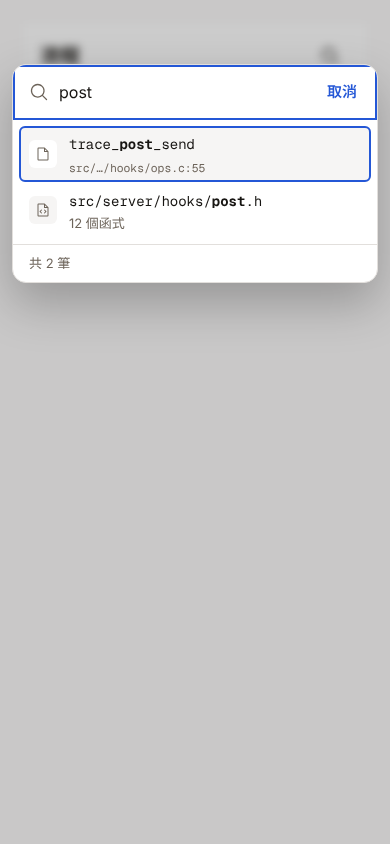 post
取消
trace_post_send
src/…/hooks/ops.c:55
src/server/hooks/post.h
12 個函式
共 2 筆